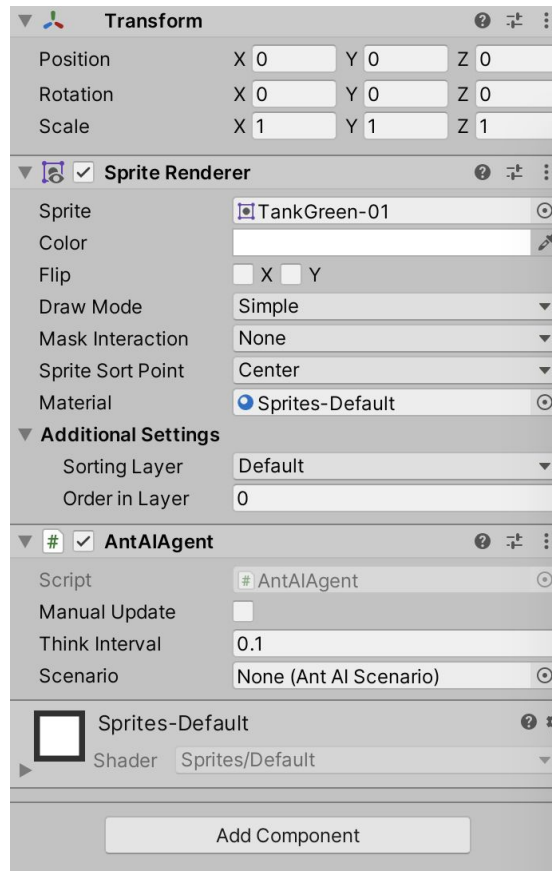 Transform
Position X 0 Y 0 Z 0
Rotation X 0 Y 0 Z 0
Scale X 1 Y 1 Z 1
Sprite Renderer
Sprite TankGreen-01
Color
Flip X Y
Draw Mode Simple
Mask Interaction None
Sprite Sort Point Center
Material Sprites-Default
Additional Settings
Sorting Layer Default
Order in Layer 0
# AntAIAgent
Script # AntAIAgent
Manual Update
Think Interval 0.1
Scenario None (Ant AI Scenario)
Sprites-Default
Shader Sprites/Default
Add Component